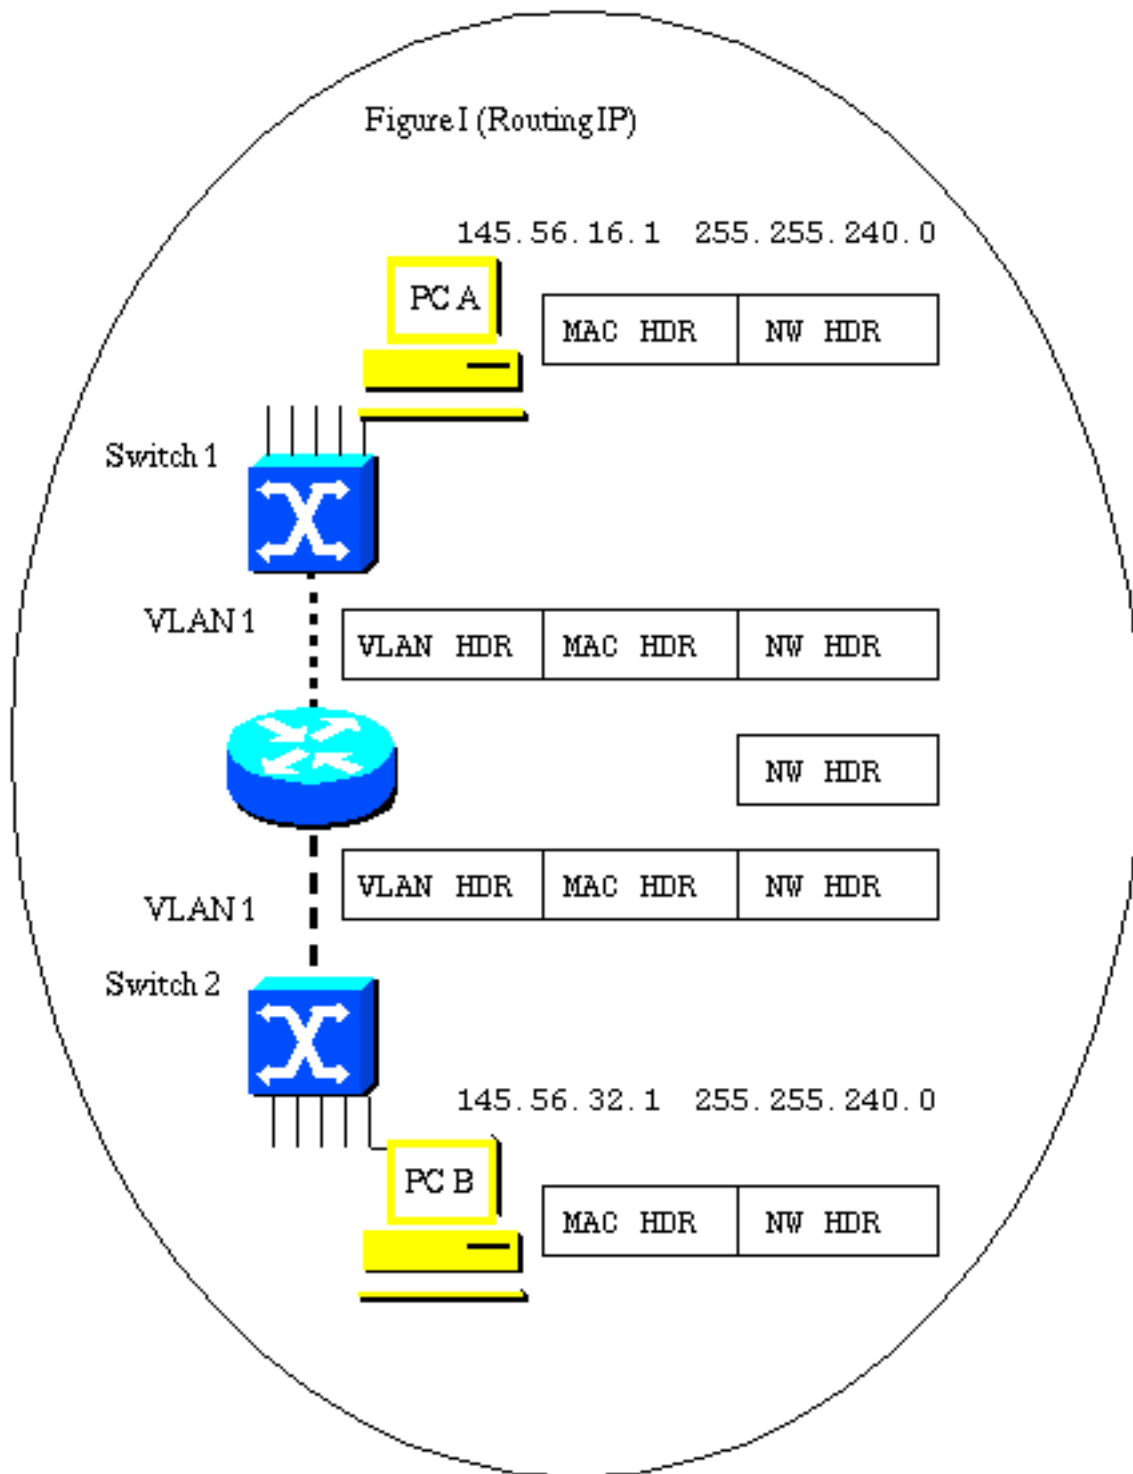 Figure I (Routing IP)
145.56.16.1 255.255.240.0
PC A
MAC HDR NW HDR
Switch 1
VLAN 1
VLAN HDR MAC HDR NW HDR
NW HDR
VLAN HDR MAC HDR NW HDR
VLAN 1
Switch 2
145.56.32.1 255.255.240.0
PC B
MAC HDR NW HDR